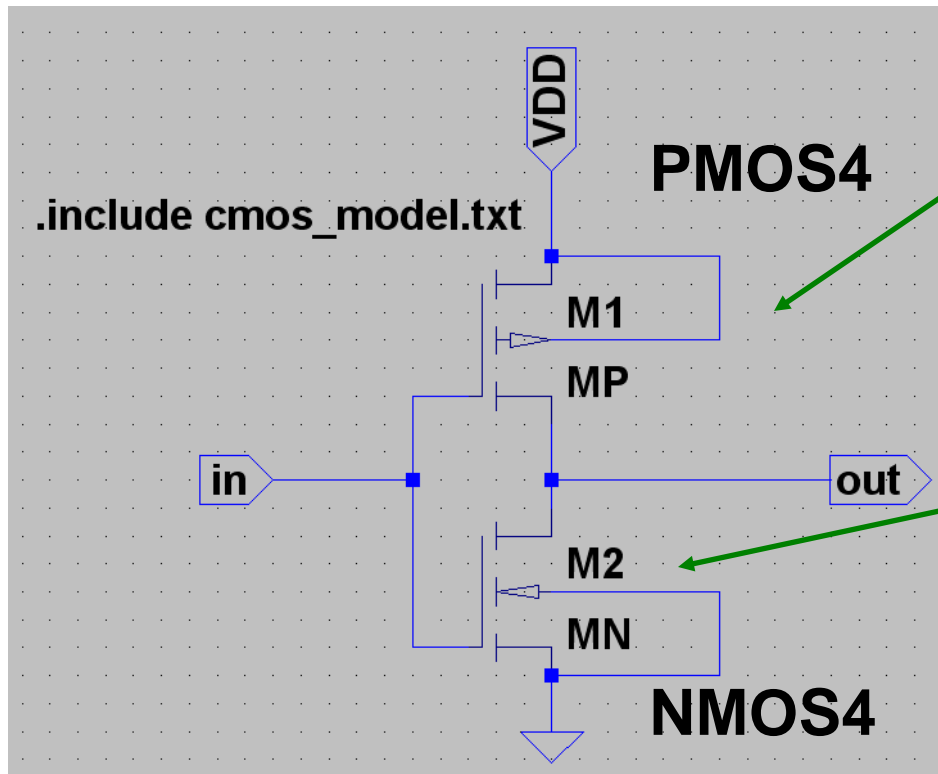 VDD
PMOS4
.include cmos_model.txt
M1
MP
in
out
M2
MN
NMOS4